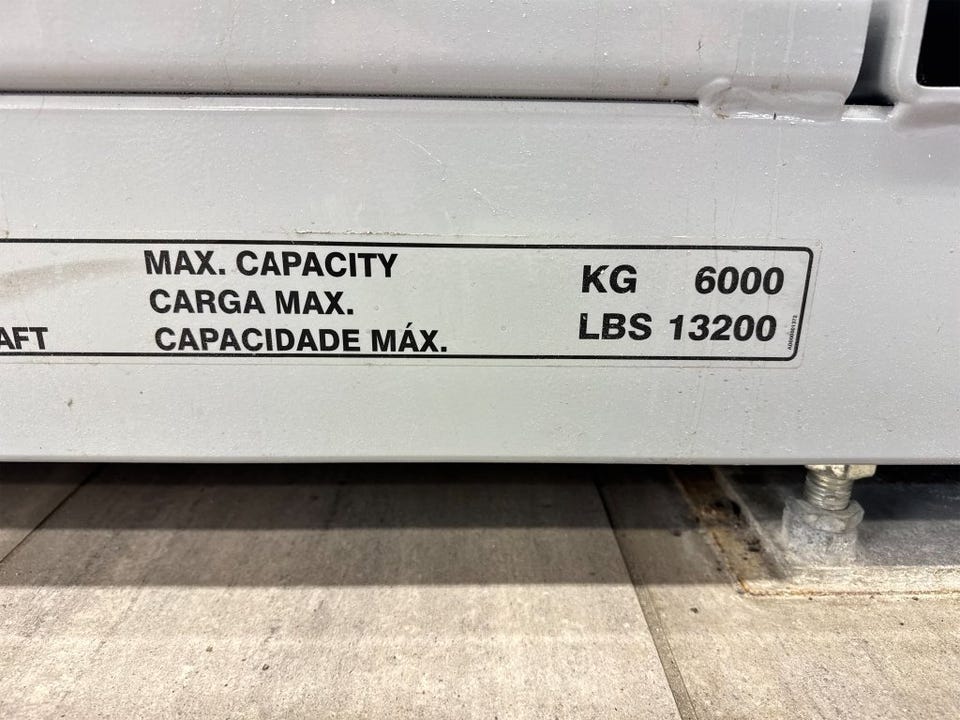 MAX. CAPACITY
CARGA MAX.
AFT CAPACIDADE MÁX.
KG 6000
LBS 13200